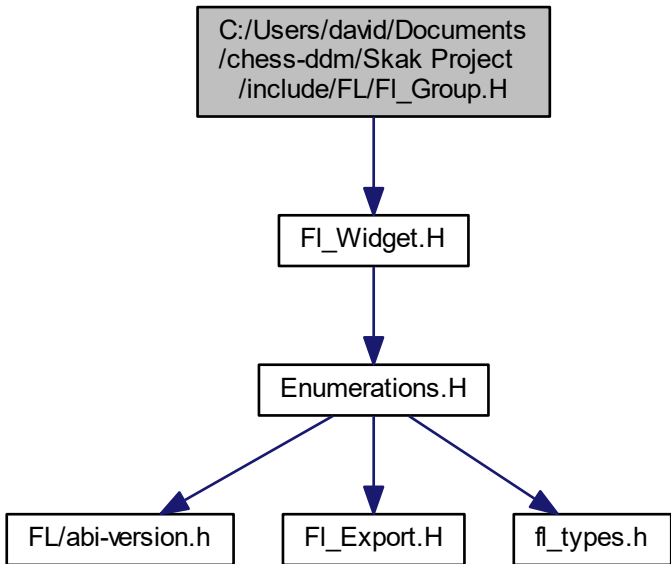 C:/Users/david/Documents
/chess-ddm/Skak Project
/include/FL/Fl_Group.H
Fl_Widget.H
Enumerations.H
FL/abi-version.h
Fl_Export.H
fl_types.h